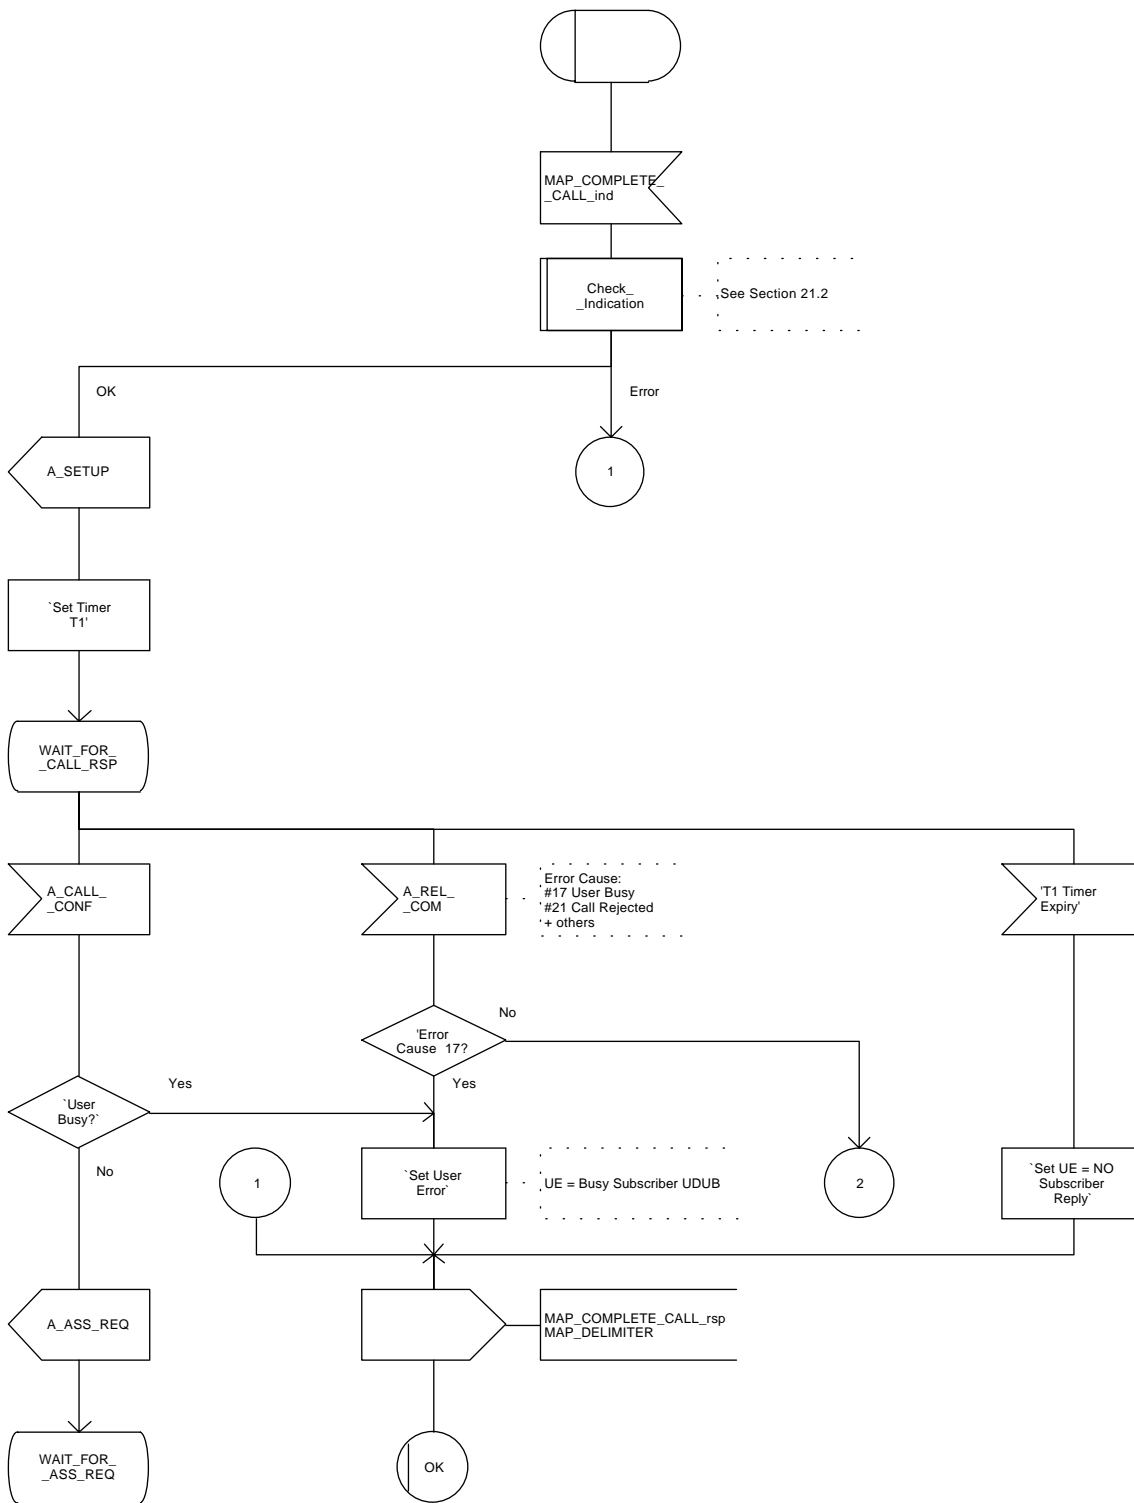 MAP_COMPLETE_
_CALL_ind
Check_
_Indication
See Section 21.2
OK
Error
A_SETUP
1
`Set Timer
T1'
WAIT_FOR_
_CALL_RSP
A_CALL_
_CONF
A_REL_
_COM
Error Cause:
#17 User Busy
#21 Call Rejected
+ others
'T1 Timer
Expiry'
No
'Error
Cause  17?
Yes
Yes
`User
Busy?`
No
1
`Set User
Error`
UE = Busy Subscriber UDUB
2
`Set UE = NO
Subscriber
Reply`
A_ASS_REQ
MAP_COMPLETE_CALL_rsp
MAP_DELIMITER
WAIT_FOR_
_ASS_REQ
OK